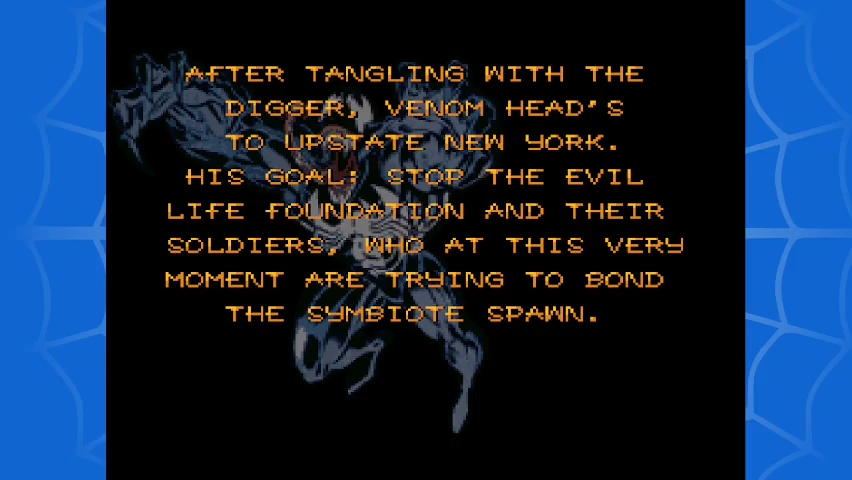 AFTER TANGLING WITH THE
DIGGER, VENOM HEAD'S
TO UPSTATE NEW YORK.
HIS GOAL: STOP THE EVIL
LIFE FOUNDATION AND THEIR
SOLDIERS, WHO AT THIS VERY
MOMENT ARE TRYING TO BOND
THE SYMBIOTE SPAWN.